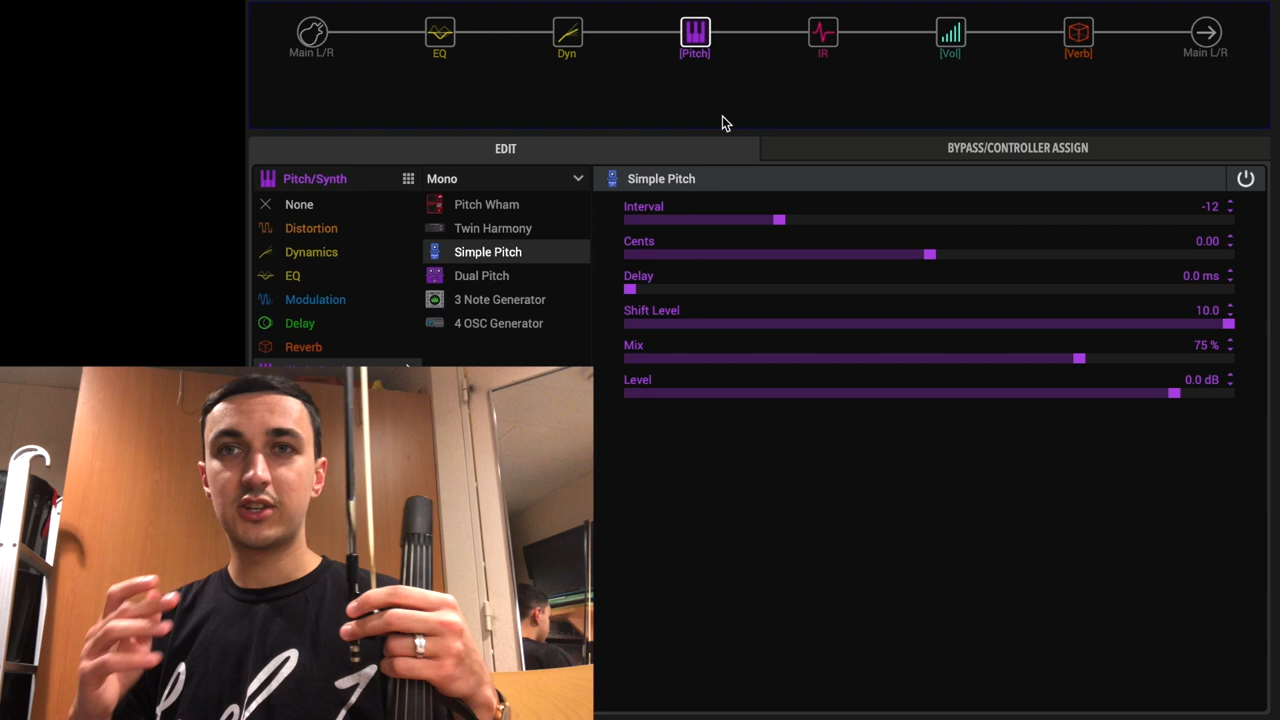 Main L/R
EQ
Dyn
[Pitch]
IR
[Vol]
[Verb]
Main L/R
EDIT
BYPASS/CONTROLLER ASSIGN
Pitch/Synth
Mono
Simple Pitch
None
Distortion
Dynamics
EQ
Modulation
Delay
Reverb
Pitch Wham
Twin Harmony
Simple Pitch
Dual Pitch
3 Note Generator
4 OSC Generator
Interval -12
Cents 0.00
Delay 0.0 ms
Shift Level 10.0
Mix 75 %
Level 0.0 dB